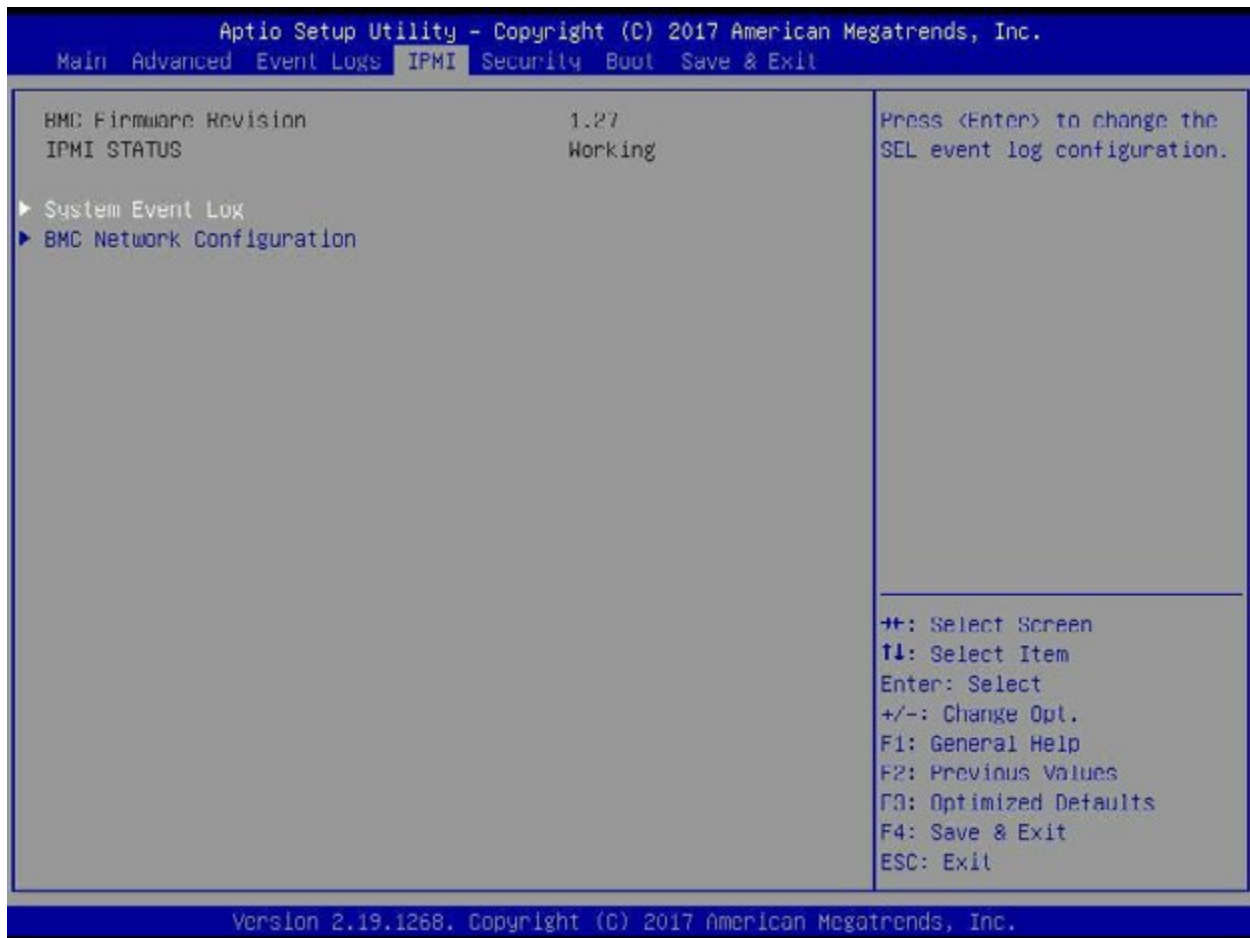 Aptio Setup Utility – Copyright (C) 2017 American Megatrends, Inc.
Main Advanced Event Logs IPMI Security Boot Save & Exit
BMC Firmware Revision 1.27
IPMI STATUS Working
► System Event Log
► BMC Network Configuration
Press <Enter> to change the
SEL event log configuration.
→←: Select Screen
↑↓: Select Item
Enter: Select
+/-: Change Opt.
F1: General Help
F2: Previous Values
F3: Optimized Defaults
F4: Save & Exit
ESC: Exit
Version 2.19.1268. Copyright (C) 2017 American Megatrends, Inc.